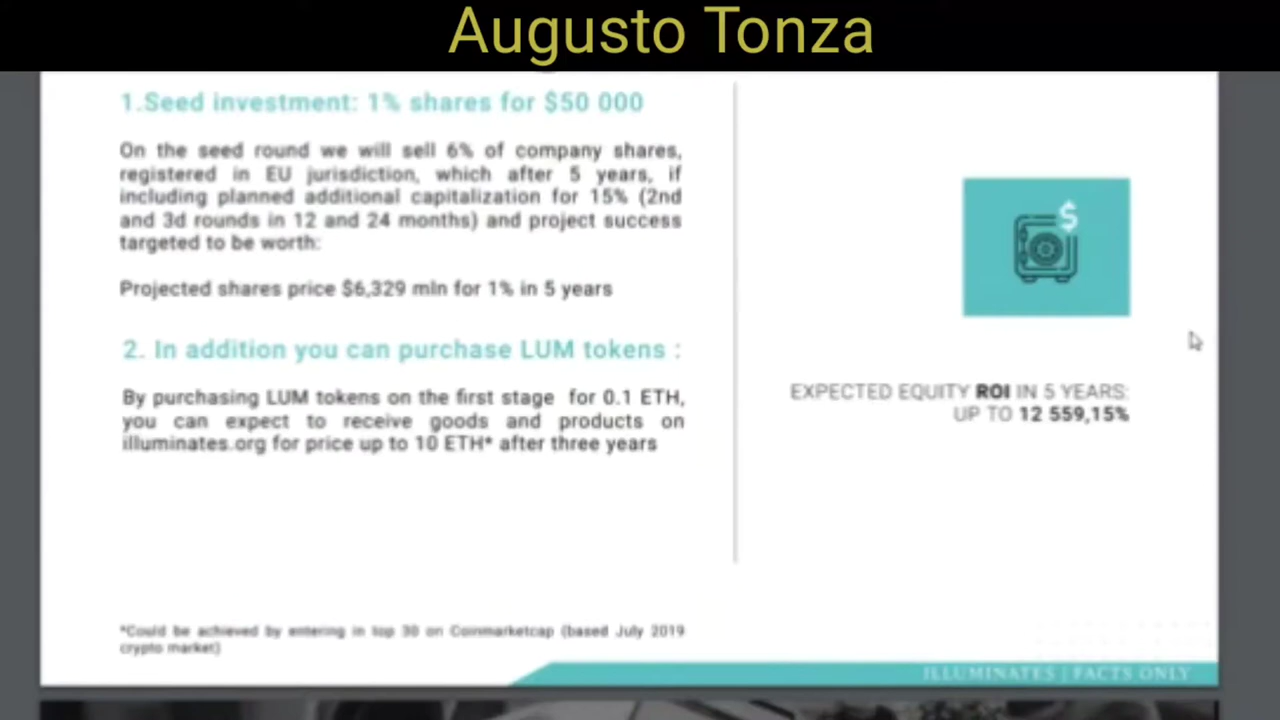 Augusto Tonza
1.Seed investment: 1% shares for $50 000
On the seed round we will sell 6% of company shares,
registered in EU jurisdiction, which after 5 years, if
including planned additional capitalization for 15% (2nd
and 3d rounds in 12 and 24 months) and project success
targeted to be worth:
Projected shares price $6,329 mln for 1% in 5 years
2. In addition you can purchase LUM tokens :
By purchasing LUM tokens on the first stage for 0.1 ETH,
you can expect to receive goods and products on
illuminates.org for price up to 10 ETH* after three years
*Could be achieved by entering in top 30 on Coinmarketcap (based July 2019
crypto market)
$
EXPECTED EQUITY ROI IN 5 YEARS:
UP TO 12 559,15%
ILLUMINATES | FACTS ONLY